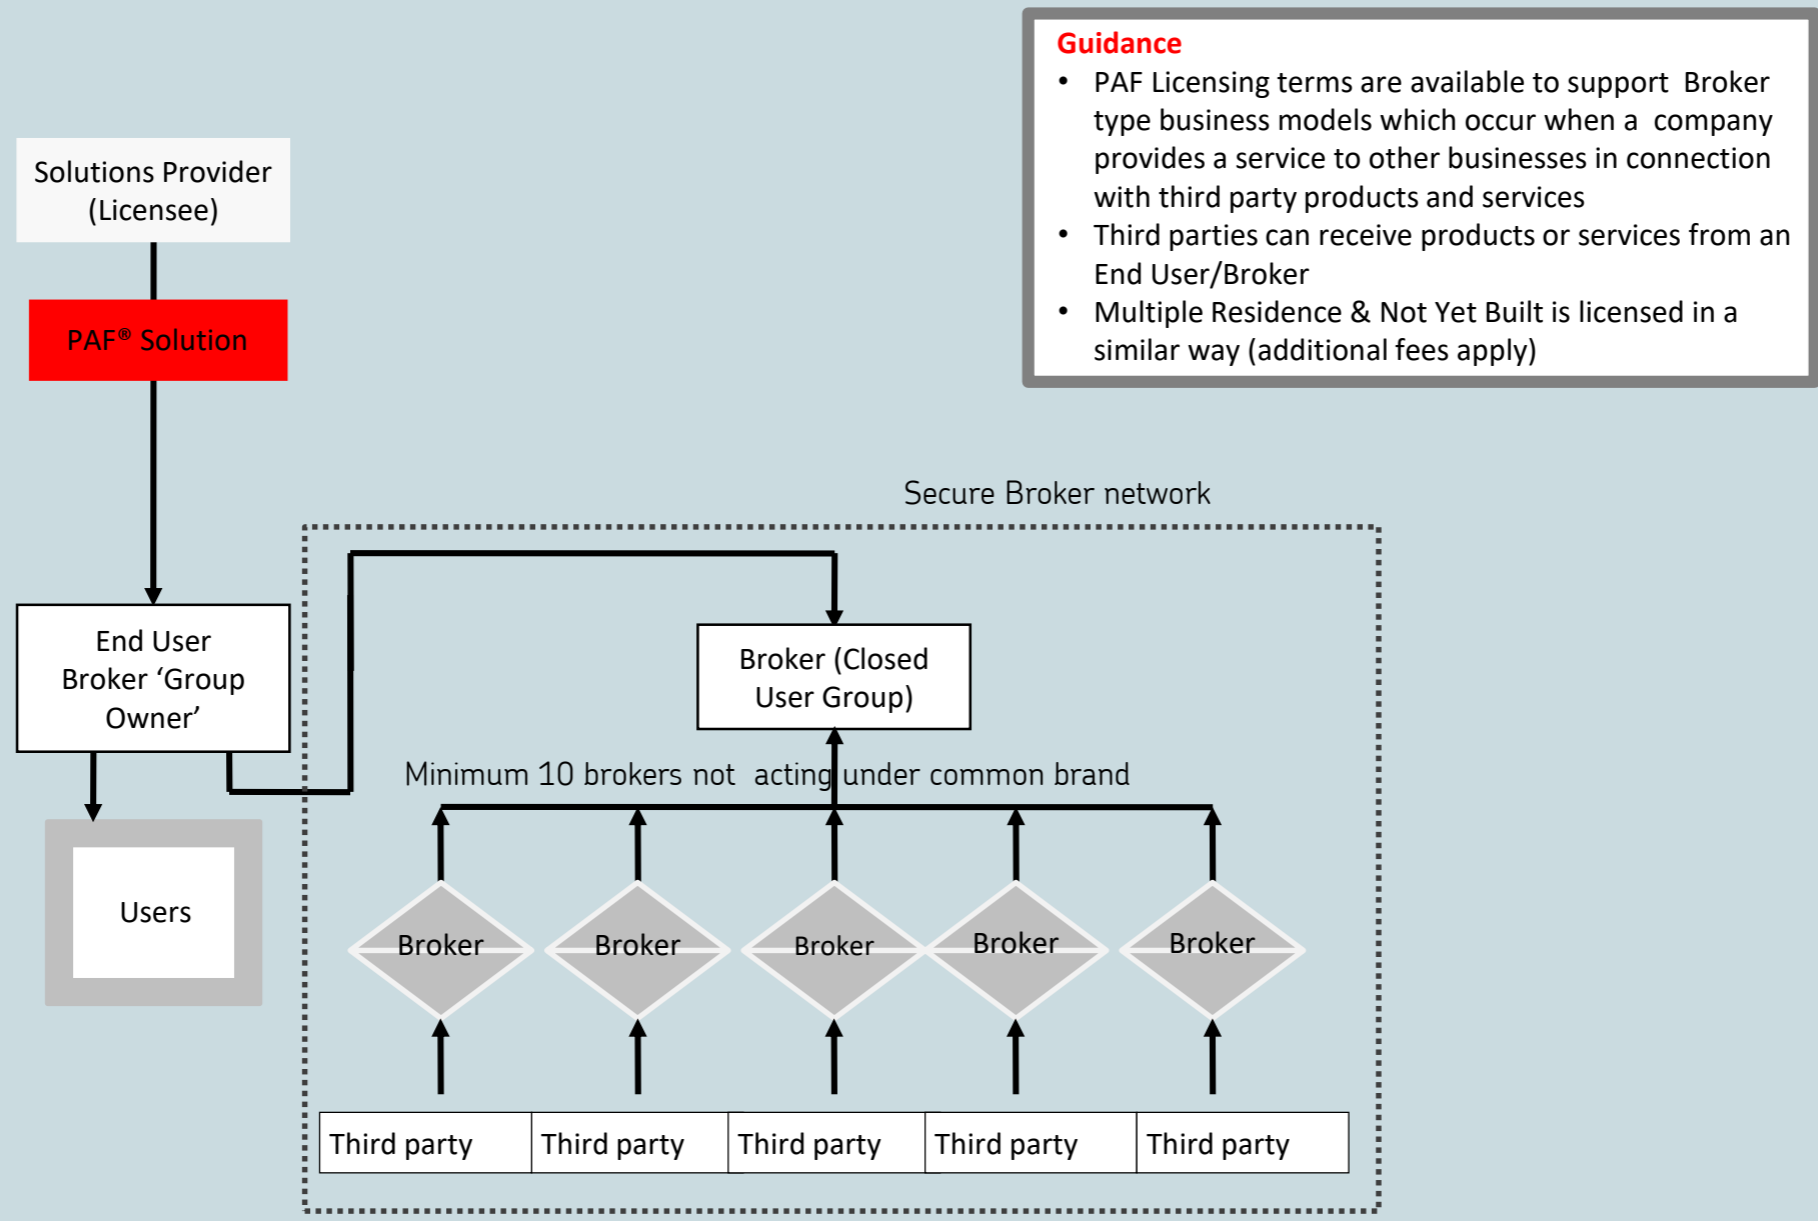 Guidance
• PAF Licensing terms are available to support Broker
type business models which occur when a company
provides a service to other businesses in connection
with third party products and services
• Third parties can receive products or services from an
End User/Broker
• Multiple Residence & Not Yet Built is licensed in a
similar way (additional fees apply)
Solutions Provider
(Licensee)
PAF® Solution
Secure Broker network
End User
Broker ‘Group
Owner’
Broker (Closed
User Group)
Minimum 10 brokers not acting under common brand
Users
Broker
Broker
Broker
Broker
Broker
Third party
Third party
Third party
Third party
Third party